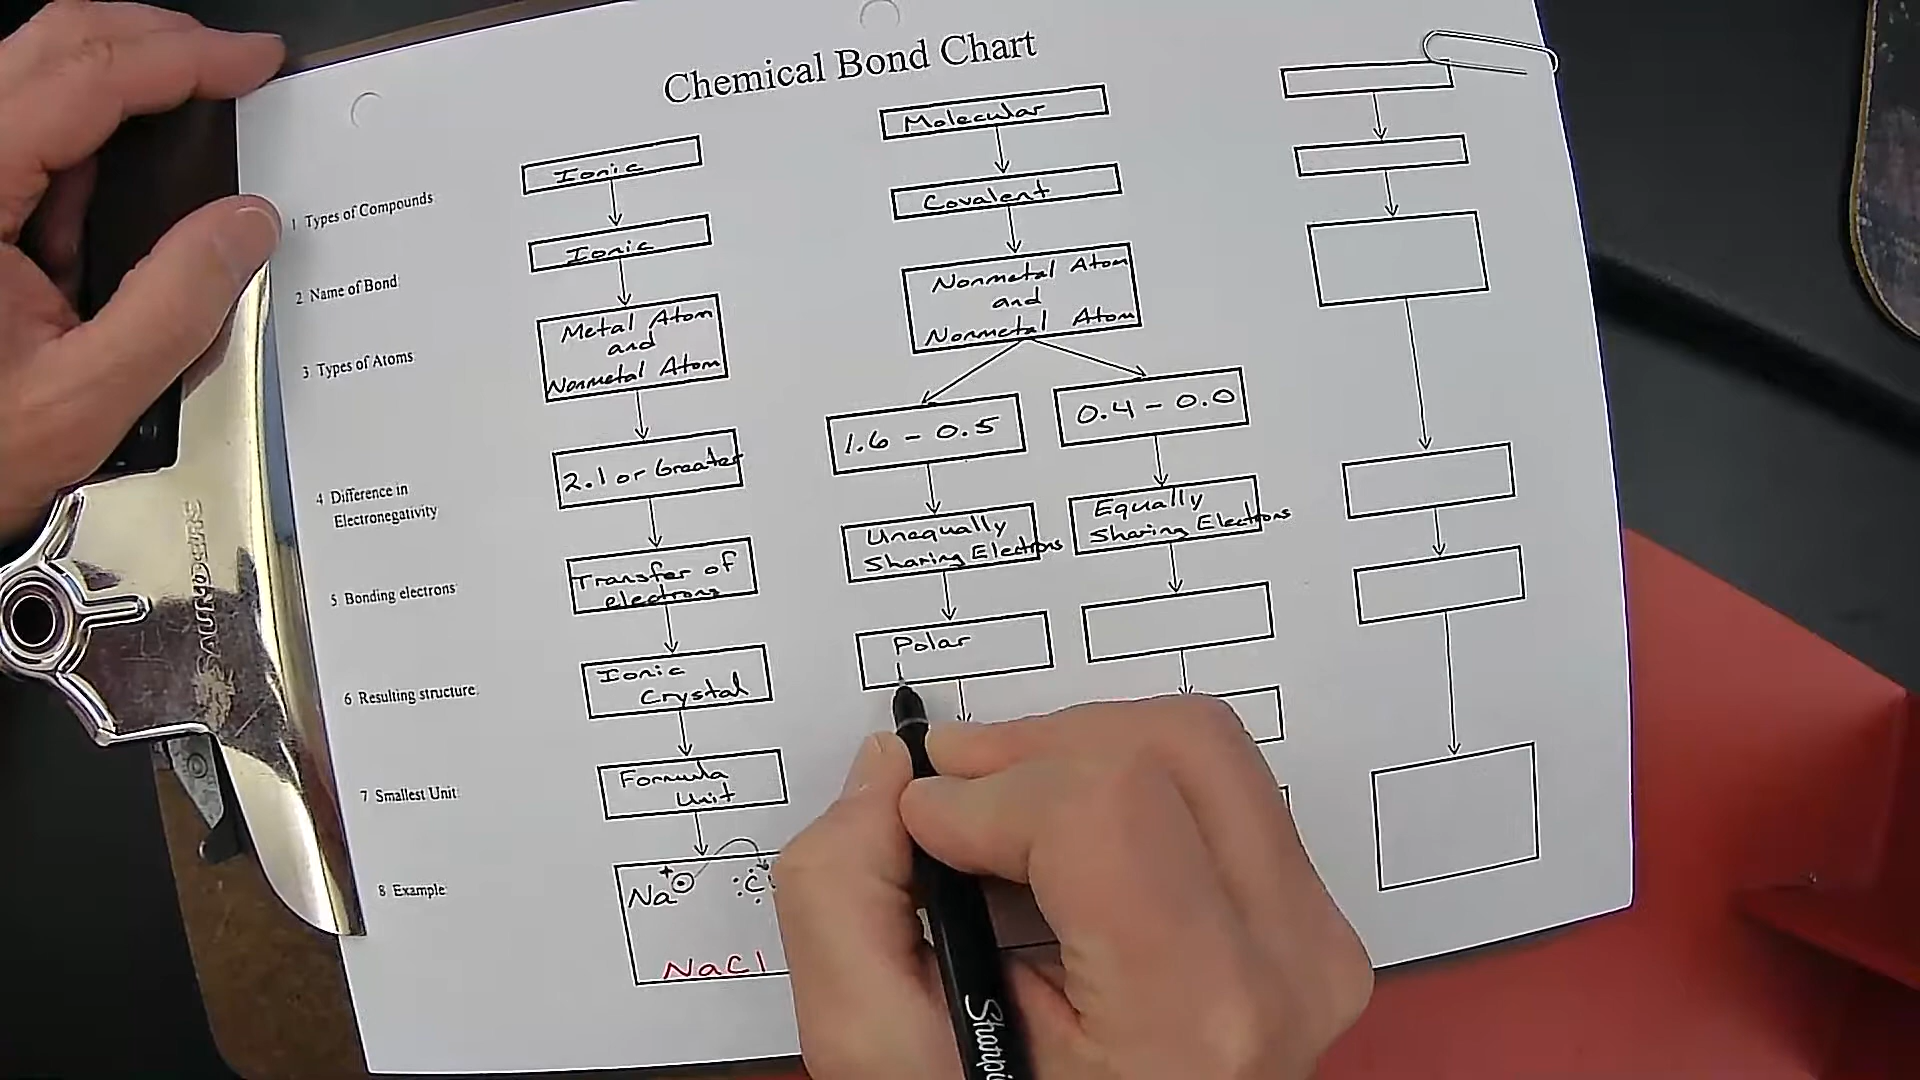 Chemical Bond Chart
1 Types of Compounds
2 Name of Bond
3 Types of Atoms
4 Difference in
Electronegativity
5 Bonding electrons
6 Resulting structure
7 Smallest Unit
8 Example
Ionic
Ionic
Metal Atom
and
Nonmetal Atom
2.1 or Greater
Transfer of
electrons
Ionic
Crystal
Formula
Unit
Na + :C
NaCl
Molecular
Covalent
Nonmetal Atom
and
Nonmetal Atom
1.6 - 0.5
Unequally
Sharing Electrons
Polar
0.4 - 0.0
Equally
Sharing Electrons
SAUNDERS
Sharpie